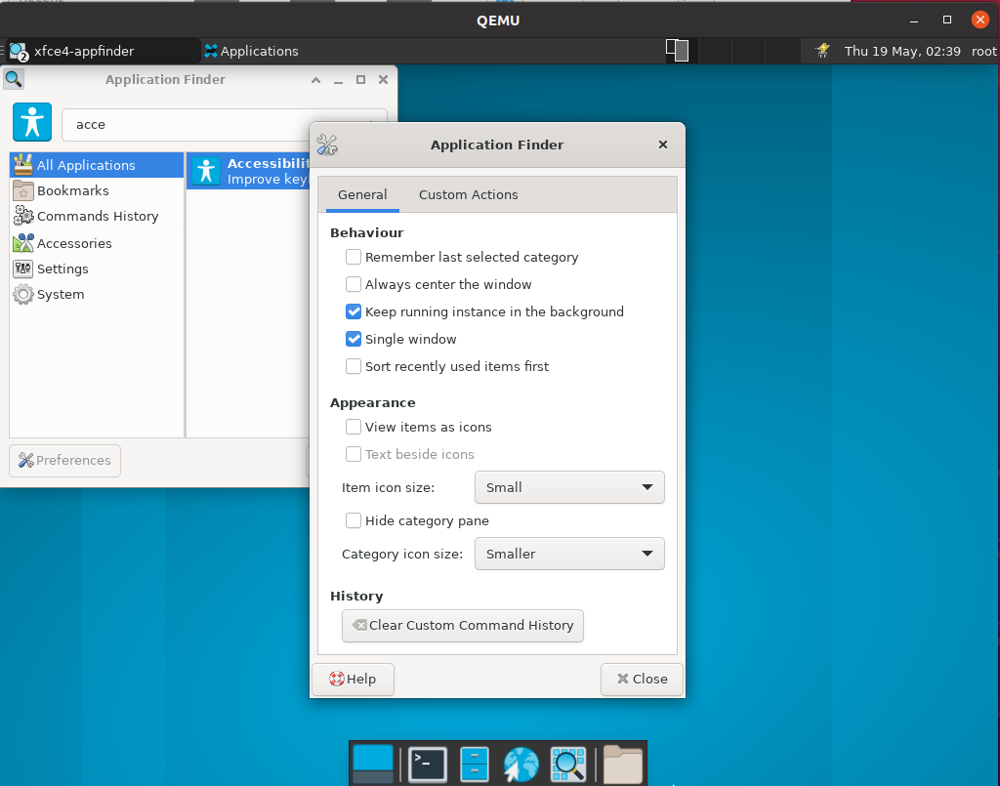 QEMU
2 xfce4-appfinder
Applications
Thu 19 May, 02:39 root
Application Finder
acce
All Applications
Bookmarks
Commands History
Accessories
Settings
System
Preferences
Improve
Application Finder
General
Custom Actions
Behaviour
Remember last selected category
Always center the window
Keep running instance in the background
Single window
Sort recently used items first
Appearance
View items as icons
Text beside icons
Item icon size: Small
Hide category pane
Category icon size: Smaller
History
Clear Custom Command History
Help
Close